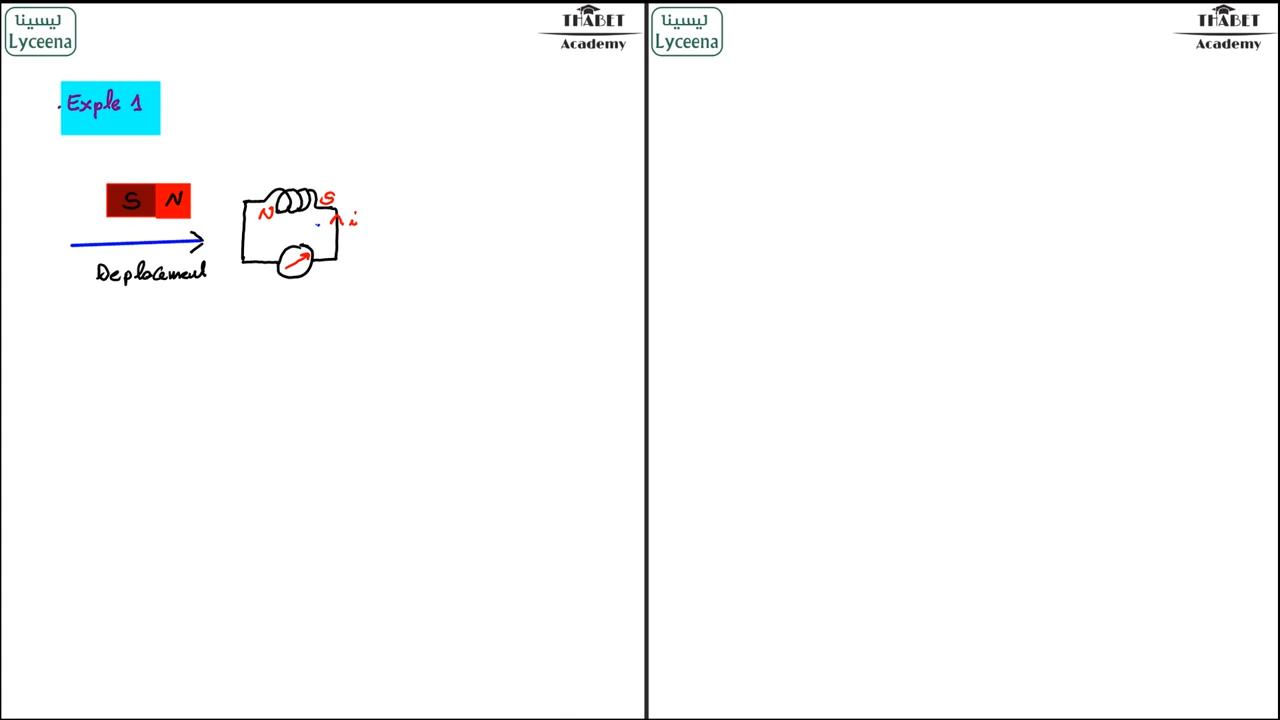 ليسينا
Lyceena
THABET
Academy
ليسينا
Lyceena
THABET
Academy
Exple 1
S N
N S
i
Deplacement